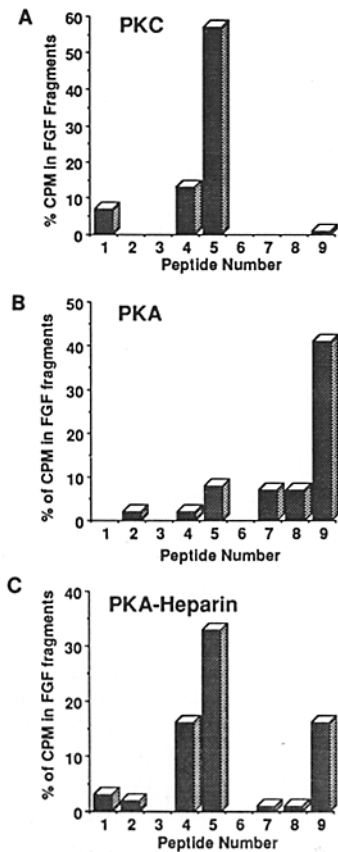 A
PKC
% CPM in FGF Fragments
60
50
40
30
20
10
0
1 2 3 4 5 6 7 8 9
Peptide Number
B
PKA
% of CPM in FGF fragments
50
40
30
20
10
0
1 2 3 4 5 6 7 8 9
Peptide Number
C
PKA-Heparin
% of CPM in FGF fragments
40
30
20
10
0
1 2 3 4 5 6 7 8 9
Peptide Number